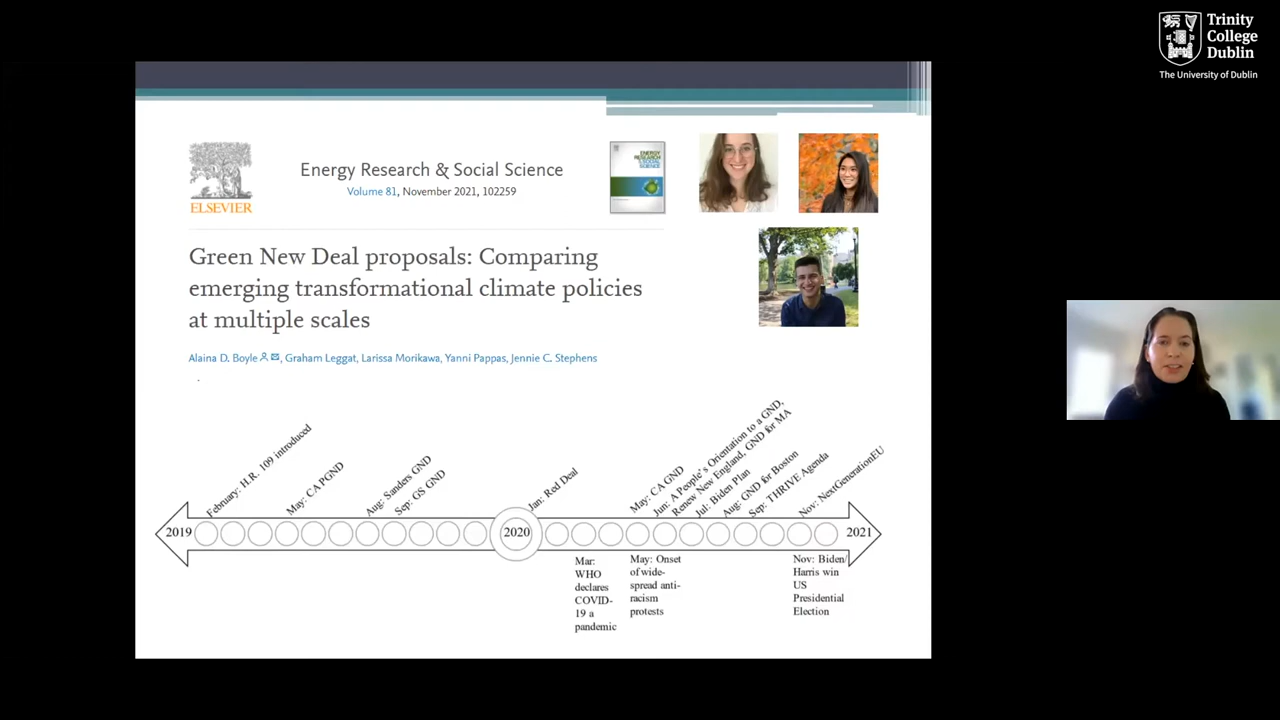 Trinity
College
Dublin
The University of Dublin
ELSEVIER
Energy Research & Social Science
Volume 81, November 2021, 102259
ENERGY
RESEARCH
& SOCIAL
SCIENCE
Green New Deal proposals: Comparing
emerging transformational climate policies
at multiple scales
Alaina D. Boyle, Graham Leggat, Larissa Morikawa, Yanni Pappas, Jennie C. Stephens
February: H.R. 109 introduced
May: CA PGND
Aug: Sanders GND
Sep: GS GND
Jan: Red Deal
May: CA GND
Jun: A People's Orientation to a GND,
Renew New England, GND for MA
Jul: Biden Plan
Aug: GND for Boston
Sep: THRIVE Agenda
Nov: NextGenerationEU
2019
2020
2021
Mar:
WHO
declares
COVID-
19 a
pandemic
May: Onset
of wide-
spread anti-
racism
protests
Nov: Biden/
Harris win
US
Presidential
Election